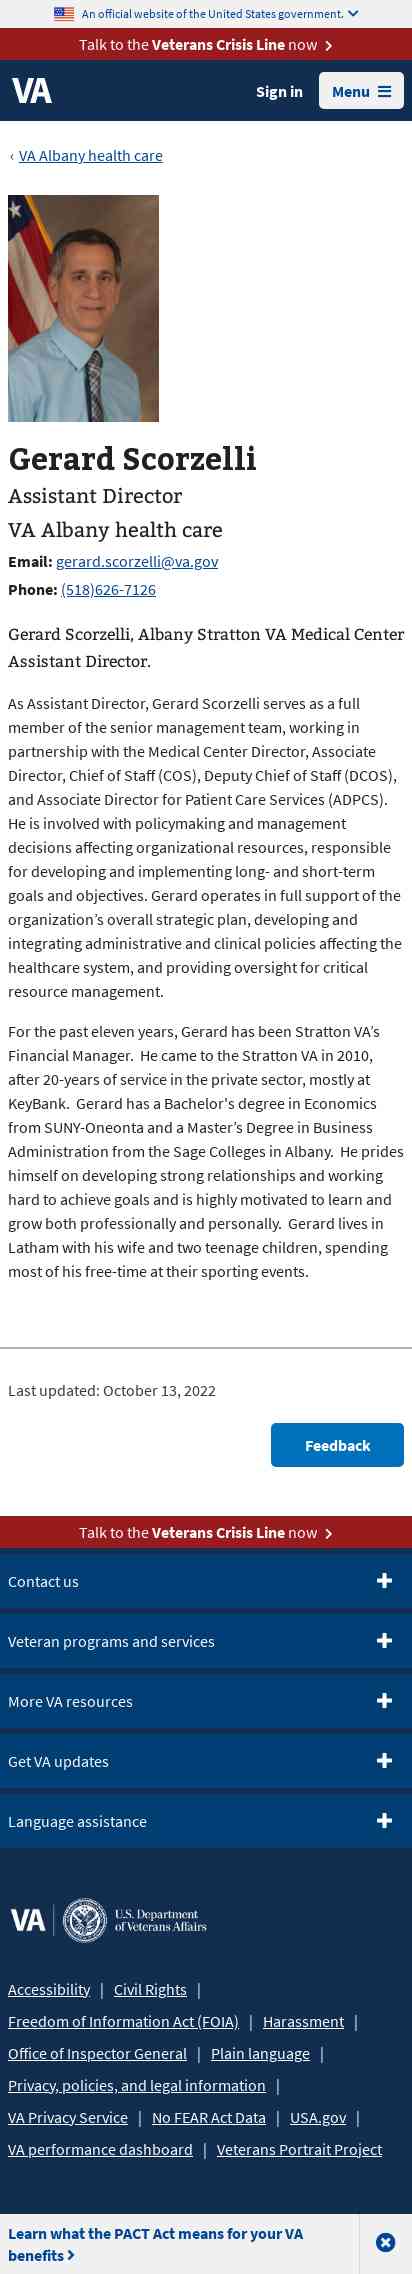 An official website of the United States government.
Talk to the Veterans Crisis Line now
VA
Sign in
Menu
‹ VA Albany health care
Gerard Scorzelli
Assistant Director
VA Albany health care
Email: gerard.scorzelli@va.gov
Phone: (518)626-7126
Gerard Scorzelli, Albany Stratton VA Medical Center
Assistant Director.
As Assistant Director, Gerard Scorzelli serves as a full
member of the senior management team, working in
partnership with the Medical Center Director, Associate
Director, Chief of Staff (COS), Deputy Chief of Staff (DCOS),
and Associate Director for Patient Care Services (ADPCS).
He is involved with policymaking and management
decisions affecting organizational resources, responsible
for developing and implementing long- and short-term
goals and objectives. Gerard operates in full support of the
organization’s overall strategic plan, developing and
integrating administrative and clinical policies affecting the
healthcare system, and providing oversight for critical
resource management.
For the past eleven years, Gerard has been Stratton VA’s
Financial Manager.  He came to the Stratton VA in 2010,
after 20-years of service in the private sector, mostly at
KeyBank.  Gerard has a Bachelor's degree in Economics
from SUNY-Oneonta and a Master’s Degree in Business
Administration from the Sage Colleges in Albany.  He prides
himself on developing strong relationships and working
hard to achieve goals and is highly motivated to learn and
grow both professionally and personally.  Gerard lives in
Latham with his wife and two teenage children, spending
most of his free-time at their sporting events.
Last updated: October 13, 2022
Feedback
Talk to the Veterans Crisis Line now
Contact us
Veteran programs and services
More VA resources
Get VA updates
Language assistance
VA | U.S. Department
of Veterans Affairs
Accessibility | Civil Rights |
Freedom of Information Act (FOIA) | Harassment |
Office of Inspector General | Plain language |
Privacy, policies, and legal information |
VA Privacy Service | No FEAR Act Data | USA.gov |
VA performance dashboard | Veterans Portrait Project
Learn what the PACT Act means for your VA
benefits